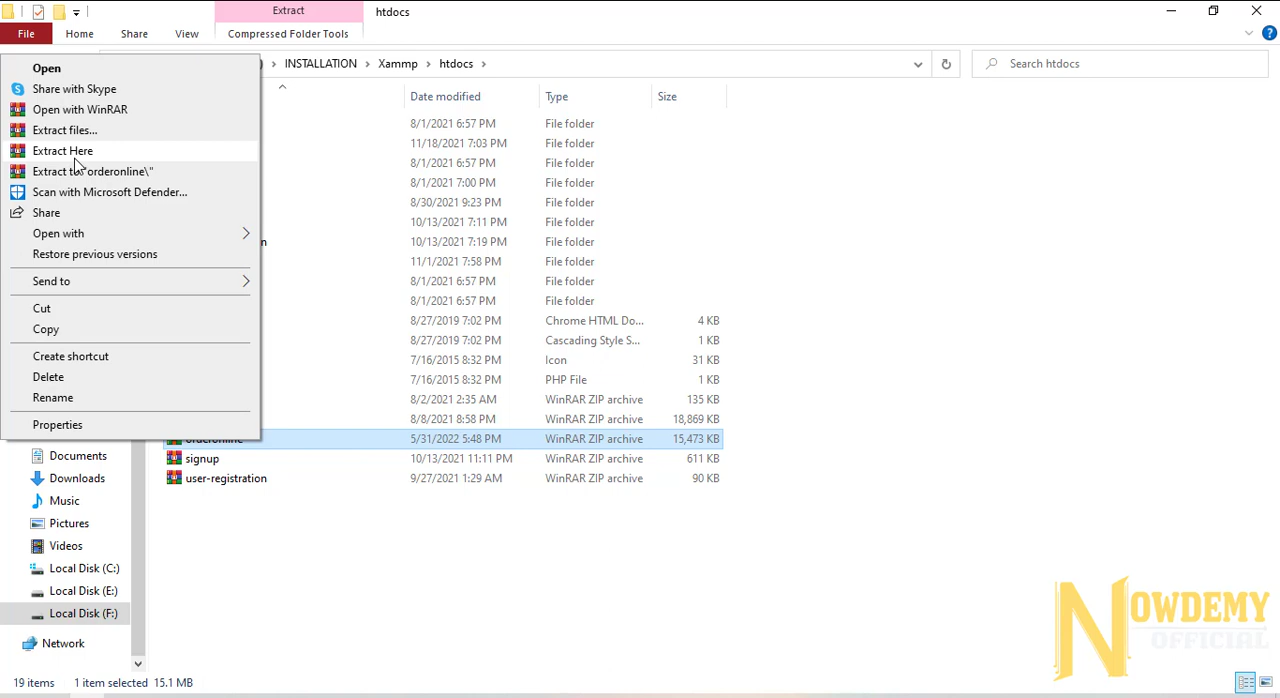 Extract
htdocs
File
Home
Share
View
Compressed Folder Tools
INSTALLATION
Xammp
htdocs
Search htdocs
Open
Share with Skype
Open with WinRAR
Extract files...
Extract Here
Extract to "orderonline\"
Scan with Microsoft Defender...
Share
Open with
Restore previous versions
Send to
Cut
Copy
Create shortcut
Delete
Rename
Properties
Date modified
Type
Size
8/1/2021 6:57 PM File folder
11/18/2021 7:03 PM File folder
8/1/2021 6:57 PM File folder
8/1/2021 7:00 PM File folder
8/30/2021 9:23 PM File folder
10/13/2021 7:11 PM File folder
n 10/13/2021 7:19 PM File folder
11/1/2021 7:58 PM File folder
8/1/2021 6:57 PM File folder
8/1/2021 6:57 PM File folder
8/27/2019 7:02 PM Chrome HTML Do... 4 KB
8/27/2019 7:02 PM Cascading Style S... 1 KB
7/16/2015 8:32 PM Icon 31 KB
7/16/2015 8:32 PM PHP File 1 KB
8/2/2021 2:35 AM WinRAR ZIP archive 135 KB
8/8/2021 8:58 PM WinRAR ZIP archive 18,869 KB
orderonline 5/31/2022 5:48 PM WinRAR ZIP archive 15,473 KB
signup 10/13/2021 11:11 PM WinRAR ZIP archive 611 KB
user-registration 9/27/2021 1:29 AM WinRAR ZIP archive 90 KB
Documents
Downloads
Music
Pictures
Videos
Local Disk (C:)
Local Disk (E:)
Local Disk (F:)
Network
19 items 1 item selected 15.1 MB
NOWDEMY
OFFICIAL